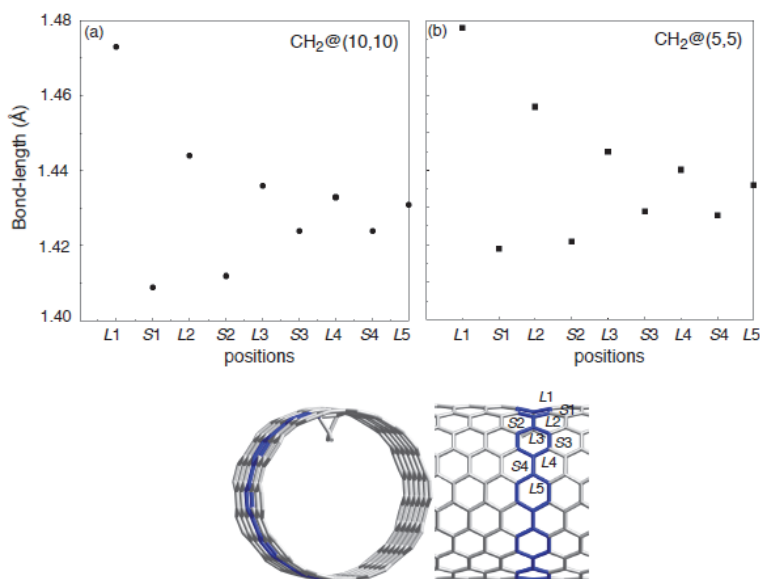 (a) CH₂@(10,10)
Bond-length (Å)
1.48
1.46
1.44
1.42
1.40
L1 S1 L2 S2 L3 S3 L4 S4 L5
positions
(b) CH₂@(5,5)
L1 S1 L2 S2 L3 S3 L4 S4 L5
positions
L1
S1
S2 L2
L3 S3
S4 L4
L5